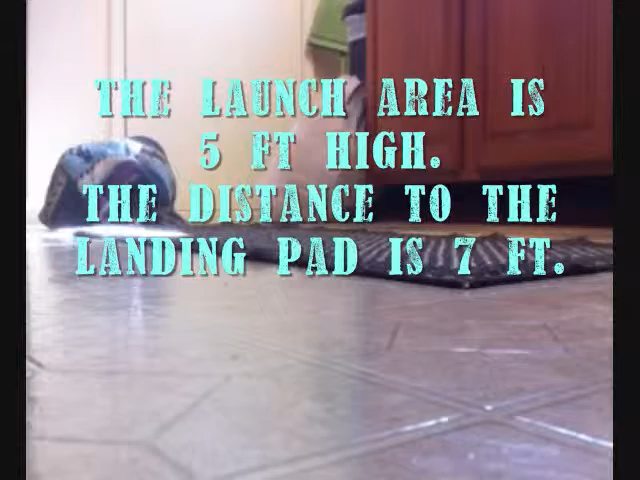 THE LAUNCH AREA IS
5 FT HIGH.
THE DISTANCE TO THE
LANDING PAD IS 7 FT.